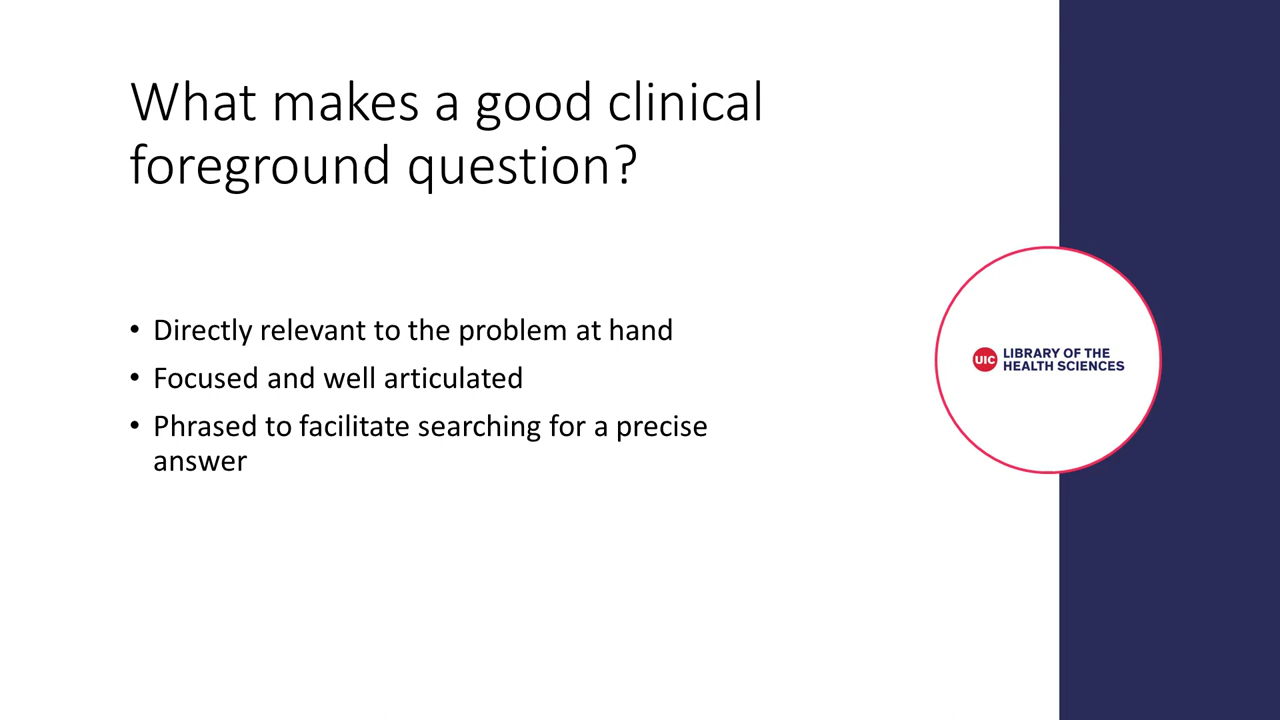 What makes a good clinical
foreground question?
• Directly relevant to the problem at hand
• Focused and well articulated
• Phrased to facilitate searching for a precise
answer
UIC LIBRARY OF THE
HEALTH SCIENCES